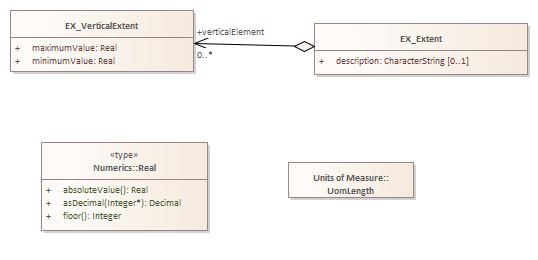 EX_VerticalExtent
+ maximumValue: Real
+ minimumValue: Real
+verticalElement
0..*
EX_Extent
+ description: CharacterString [0..1]
«type»
Numerics::Real
+ absoluteValue(): Real
+ asDecimal(Integer*): Decimal
+ floor(): Integer
Units of Measure::
UomLength